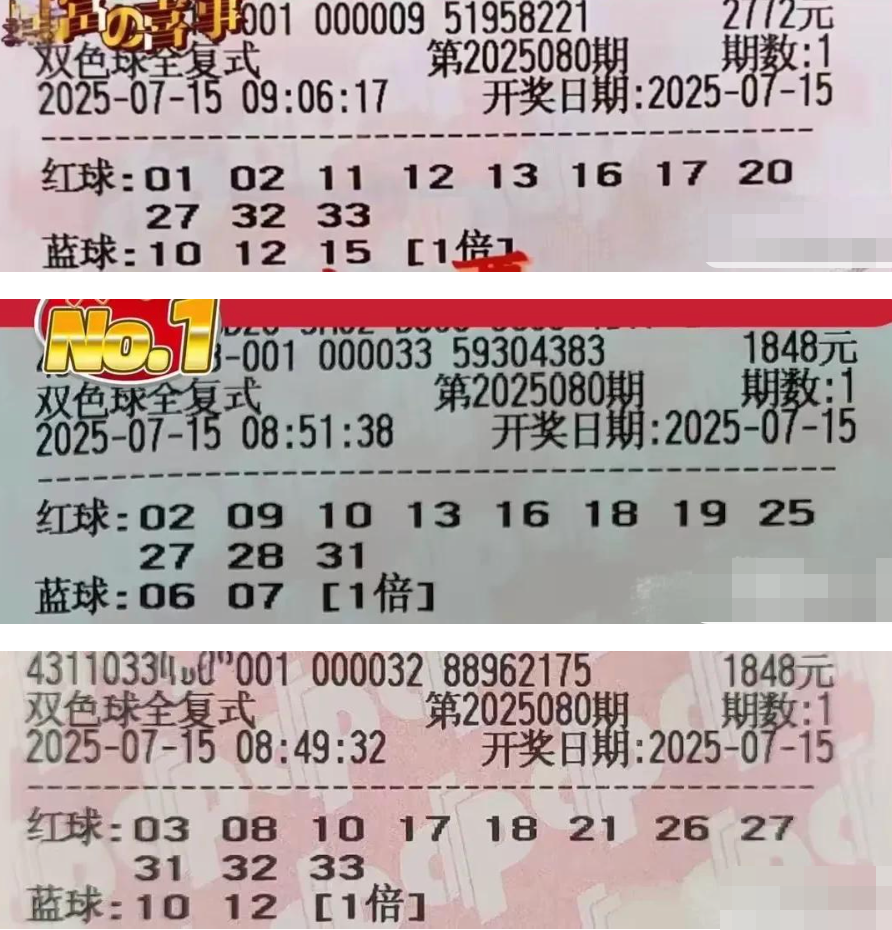 の喜事
001 000009 51958221 2772元
双色球全复式 第2025080期 期数:1
2025-07-15 09:06:17 开奖日期:2025-07-15
红球:01 02 11 12 13 16 17 20
27 32 33
蓝球:10 12 15 [1倍]
No.1
-001 000033 59304383 1848元
双色球全复式 第2025080期 期数:1
2025-07-15 08:51:38 开奖日期:2025-07-15
红球:02 09 10 13 16 18 19 25
27 28 31
蓝球:06 07 [1倍]
001 000032 88962175 1848元
双色球全复式 第2025080期 期数:1
2025-07-15 08:49:32 开奖日期:2025-07-15
红球:03 08 10 17 18 21 26 27
31 32 33
蓝球:10 12 [1倍]